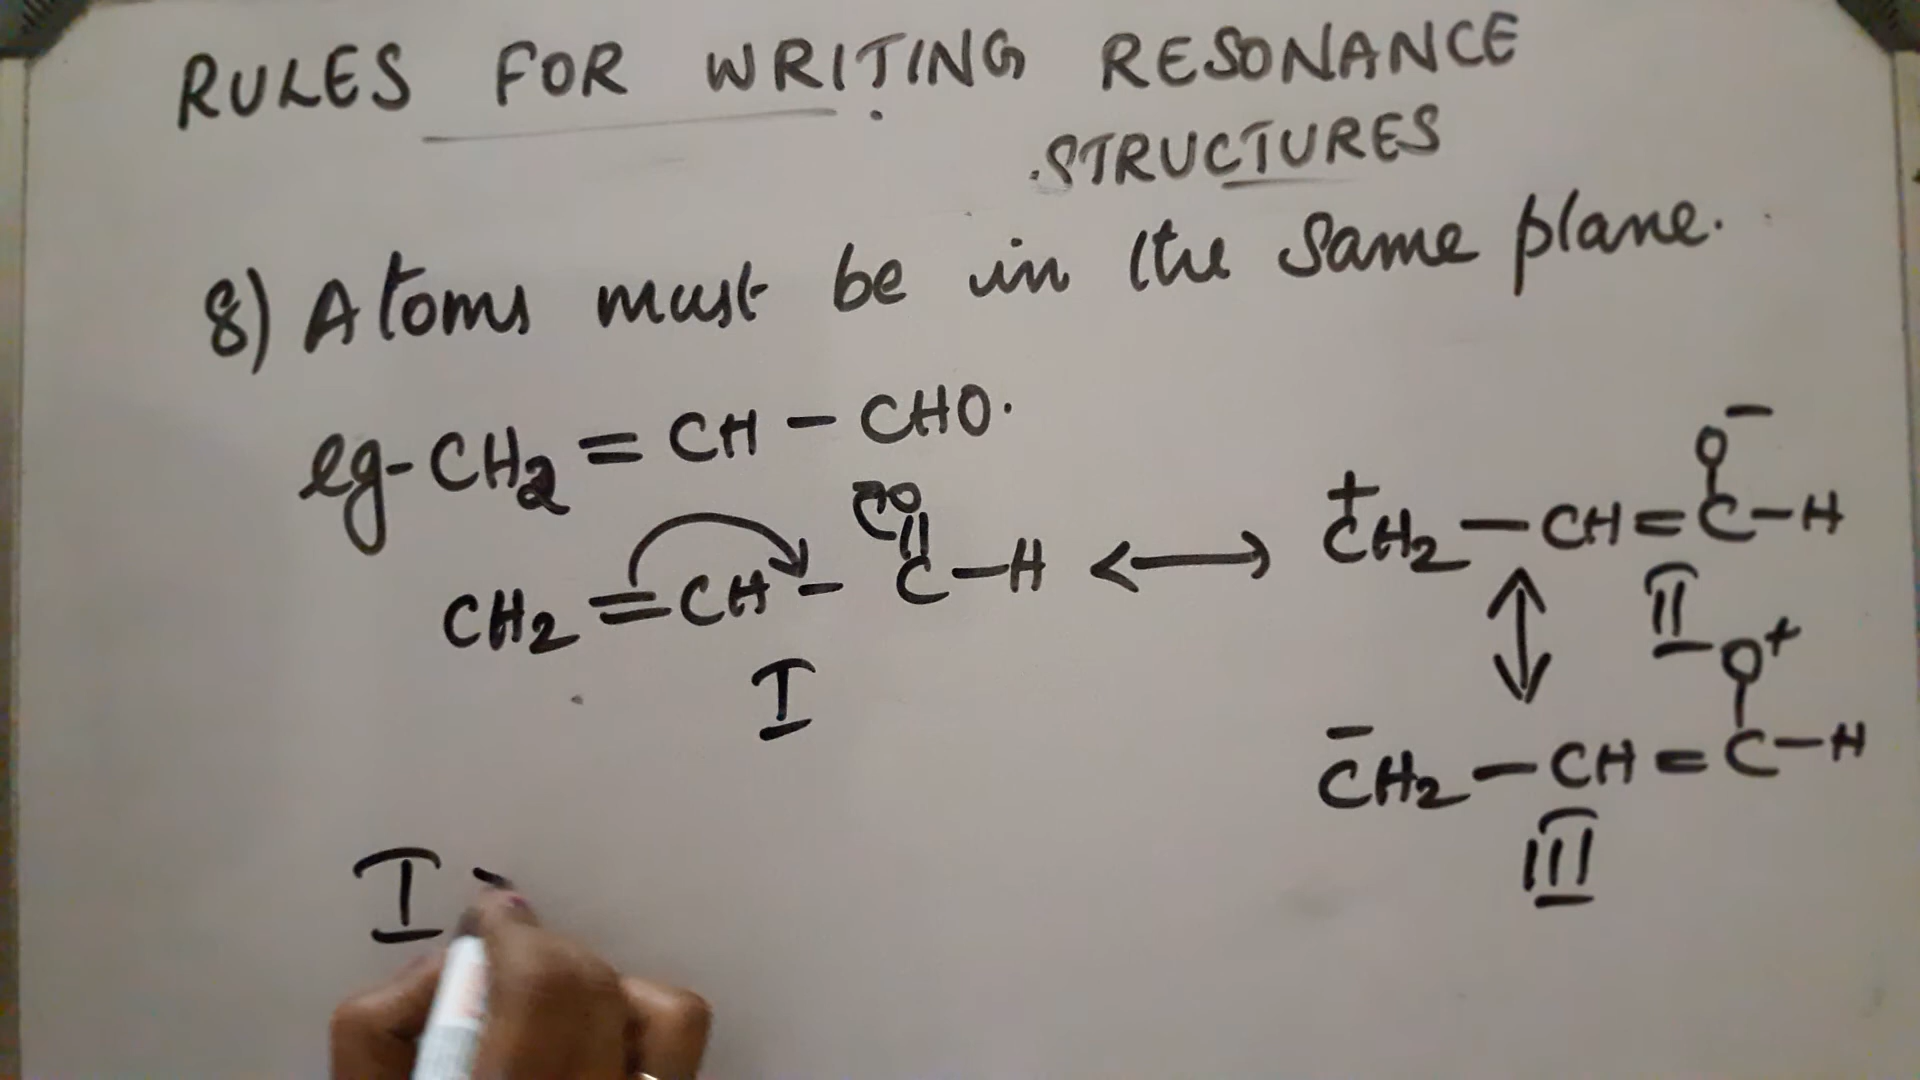 RULES FOR WRITING RESONANCE
STRUCTURES
8) Atoms must be in the same plane.
eg- CH2 = CH - CHO.
O
CH2 = CH - C - H <-> +CH2 - CH = C - H
I
O-
II
O+
-CH2 - CH = C - H
III
I >